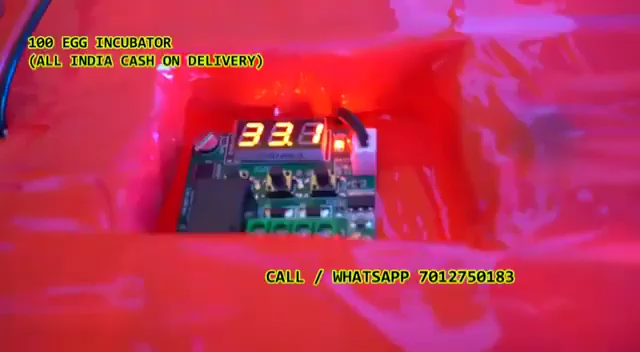 100 EGG INCUBATOR
(ALL INDIA CASH ON DELIVERY)
33.1
CALL / WHATSAPP 7012750183